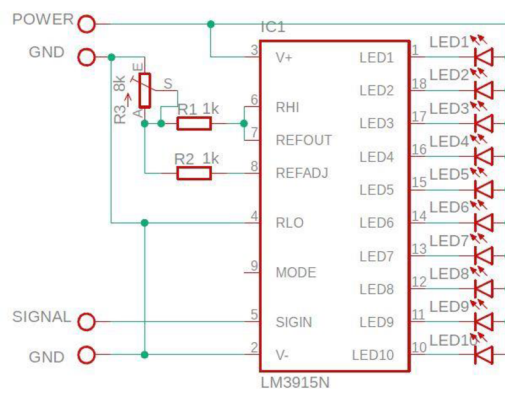 POWER
IC1
GND
3 V+ LED1 1 LED1
E
8k
S
LED2 18 LED2
R3
A
R1 1k
6 RHI
LED3 17 LED3
7 REFOUT
LED4 16 LED4
R2 1k
8 REFADJ
LED5 15 LED5
4 RLO LED6 14 LED6
LED7 13 LED7
9 MODE
LED8 12 LED8
SIGNAL
5 SIGIN LED9 11 LED9
GND
2 V- LED10 10 LED10
LM3915N